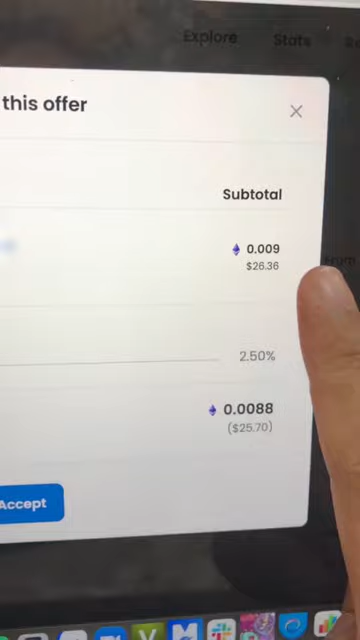 Explore Stats
this offer
Subtotal
0.009
$26.36
2.50%
0.0088
($25.70)
Accept